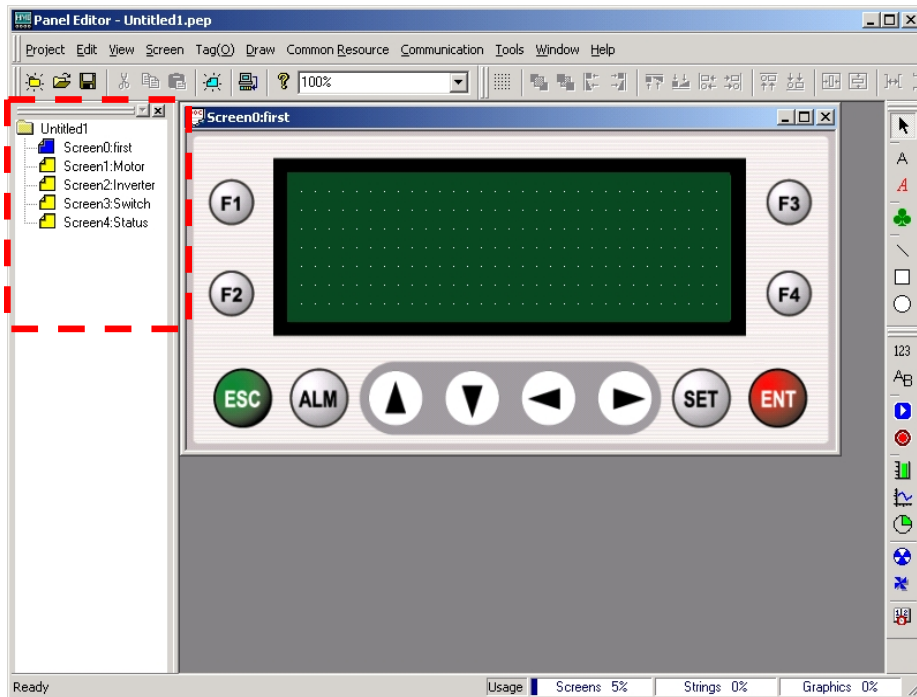 Panel Editor - Untitled1.pep
Project Edit View Screen Tag(O) Draw Common Resource Communication Tools Window Help
100%
Untitled1
Screen0:first
Screen1:Motor
Screen2:Inverter
Screen3:Switch
Screen4:Status
Screen0:first
F1
F3
F2
F4
ESC
ALM
SET
ENT
A
A
123
AB
Ready
Usage Screens 5% Strings 0% Graphics 0%